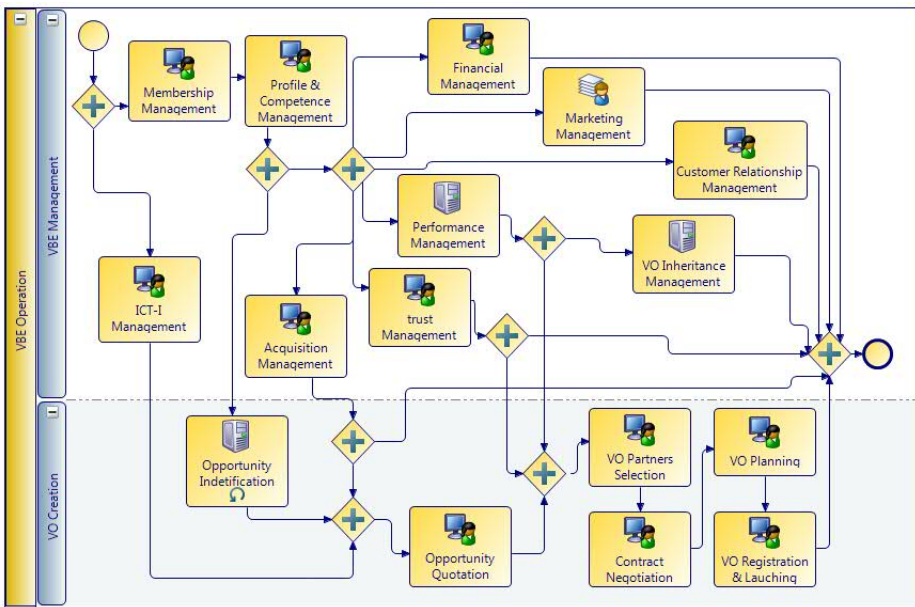 VBE Operation
VBE Management
Membership
Management
Profile &
Competence
Management
Financial
Management
Marketing
Management
Customer Relationship
Management
Performance
Management
VO Inheritance
Management
ICT-I
Management
Acquisition
Management
trust
Management
VO Creation
Opportunity
Indetification
Opportunity
Quotation
VO Partners
Selection
VO Planning
Contract
Negotiation
VO Registration
& Lauching